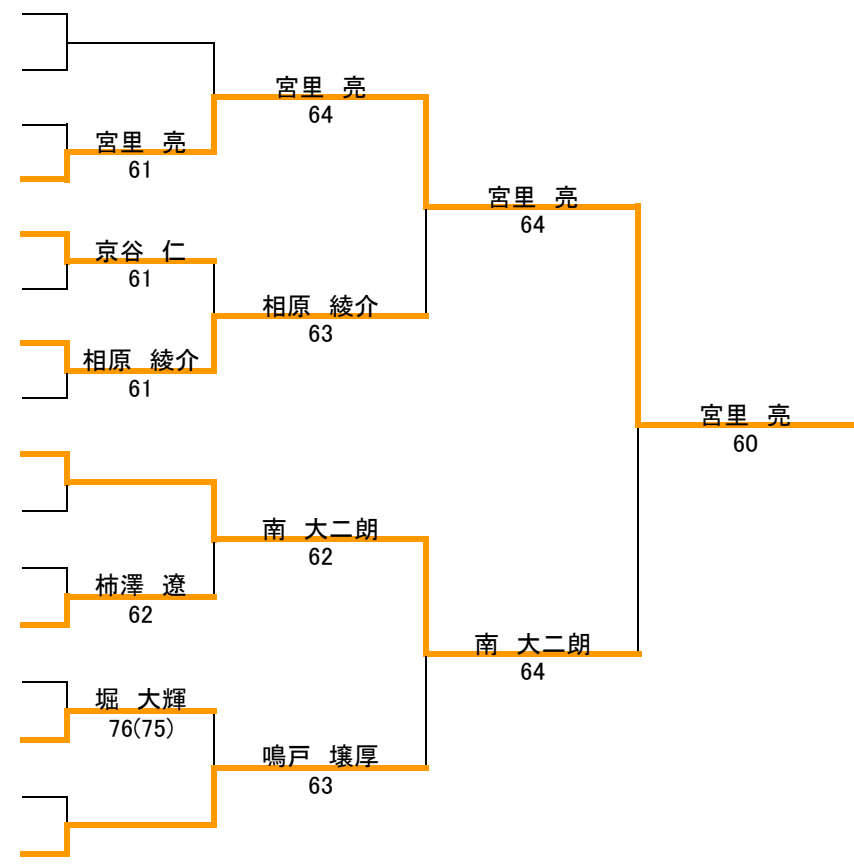 宮里 亮
64
宮里 亮
61
宮里 亮
64
京谷 仁
61
相原 綾介
63
相原 綾介
61
宮里 亮
60
南 大二朗
62
柿澤 遼
62
南 大二朗
64
堀 大輝
76(75)
鳴戸 壌厚
63